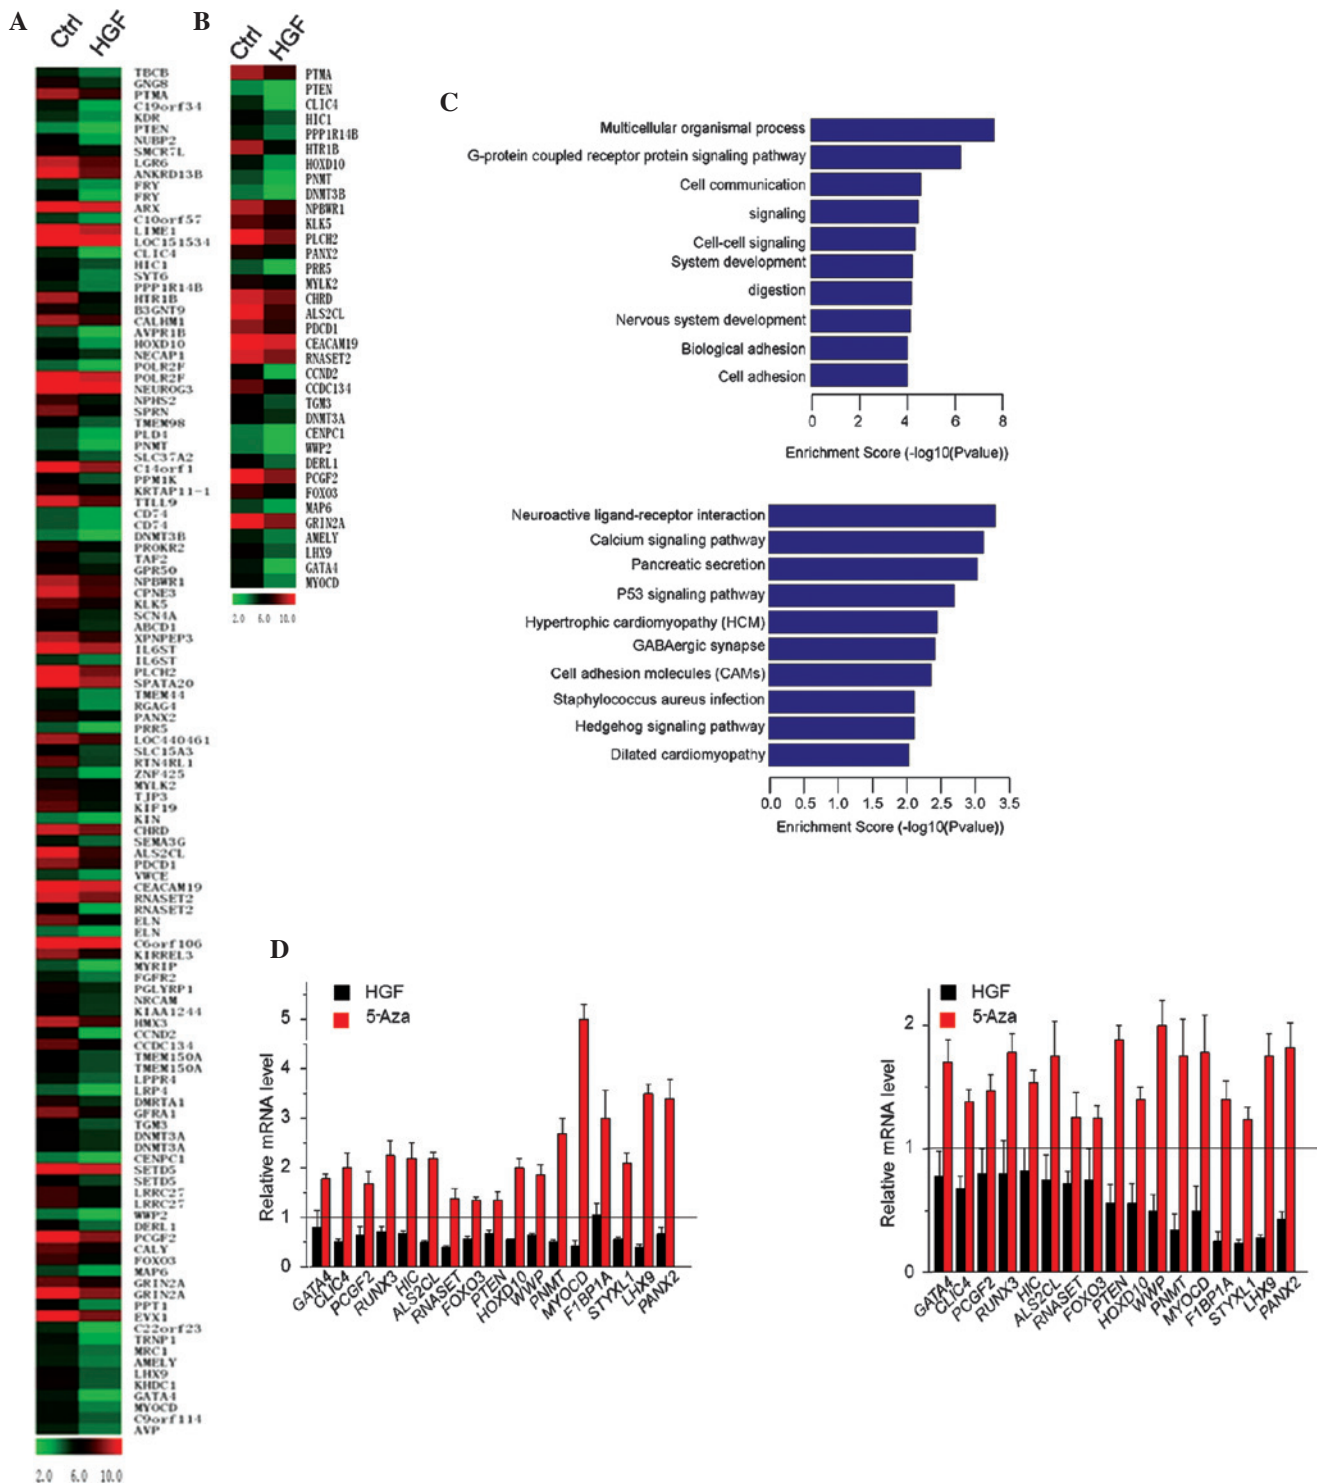 A
Ctrl
HGF
TBCB
GNG8
PTMA
C19orf34
KDR
PTEN
NUBP2
SMCR7L
LGR6
ANKRD13B
FRY
FRY
ARX
C10orf57
LIME1
LOC151534
CLIC4
HIC1
SYT6
PPP1R14B
HTR1B
B3GNT9
CALHM1
AVPR1B
HOXD10
NECAP1
POLR2F
POLR2F
NEUROG3
NPHS2
SPRN
TMEM98
PLD4
PNMT
SLC37A2
C14orf1
PPM1K
KRTAP11-1
TTLL9
CD74
CD74
DNMT3B
PROKR2
TAF2
GPR50
NPBWR1
CPNE3
KLK5
SCN4A
ABCD1
XPNPEP3
IL6ST
IL6ST
PLCH2
SPATA20
TMEM44
RGAG4
PANX2
PRR5
LOC440461
SLC15A3
RTN4RL1
ZNF425
MYLK2
TJP3
KIF19
KIN
CHRD
SEMA3G
ALS2CL
PDCD1
VWCE
CEACAM19
RNASET2
RNASET2
ELN
ELN
C6orf106
KIRREL3
MYRIP
FGFR2
PGLYRP1
NRCAM
KIAA1244
HMX3
CCND2
CCDC134
TMEM150A
TMEM150A
LPPR4
LRP4
DMRTA1
GFRA1
TGM3
DNMT3A
DNMT3A
CENPC1
SETD5
SETD5
LRRC27
LRRC27
WWP2
DERL1
PCGF2
CALY
FOXO3
MAP6
GRIN2A
GRIN2A
PPT1
EVX1
C22orf23
TRNP1
MRC1
AMELY
LHX9
KHDC1
GATA4
MYOCD
C9orf114
AVP
2.0 6.0 10.0
B
Ctrl
HGF
PTMA
PTEN
CLIC4
HIC1
PPP1R14B
HTR1B
HOXD10
PNMT
DNMT3B
NPBWR1
KLK5
PLCH2
PANX2
PRR5
MYLK2
CHRD
ALS2CL
PDCD1
CEACAM19
RNASET2
CCND2
CCDC134
TGM3
DNMT3A
CENPC1
WWP2
DERL1
PCGF2
FOXO3
MAP6
GRIN2A
AMELY
LHX9
GATA4
MYOCD
2.0 6.0 10.0
C
Multicellular organismal process
G-protein coupled receptor protein signaling pathway
Cell communication
signaling
Cell-cell signaling
System development
digestion
Nervous system development
Biological adhesion
Cell adhesion
0 2 4 6 8
Enrichment Score (-log10(Pvalue))
Neuroactive ligand-receptor interaction
Calcium signaling pathway
Pancreatic secretion
P53 signaling pathway
Hypertrophic cardiomyopathy (HCM)
GABAergic synapse
Cell adhesion molecules (CAMs)
Staphylococcus aureus infection
Hedgehog signaling pathway
Dilated cardiomyopathy
0.0 0.5 1.0 1.5 2.0 2.5 3.0 3.5
Enrichment Score (-log10(Pvalue))
D
HGF
5-Aza
Relative mRNA level
5
4
3
2
1
0
GATA4
CLIC4
PCGF2
RUNX3
HIC
ALS2CL
RNASET
FOXO3
PTEN
HOXD10
WWP
PNMT
MYOCD
F1BP1A
STYXL1
LHX9
PANX2
HGF
5-Aza
Relative mRNA level
2
1
0
GATA4
CLIC4
PCGF2
RUNX3
HIC
ALS2CL
RNASET
FOXO3
PTEN
HOXD10
WWP
PNMT
MYOCD
F1BP1A
STYXL1
LHX9
PANX2